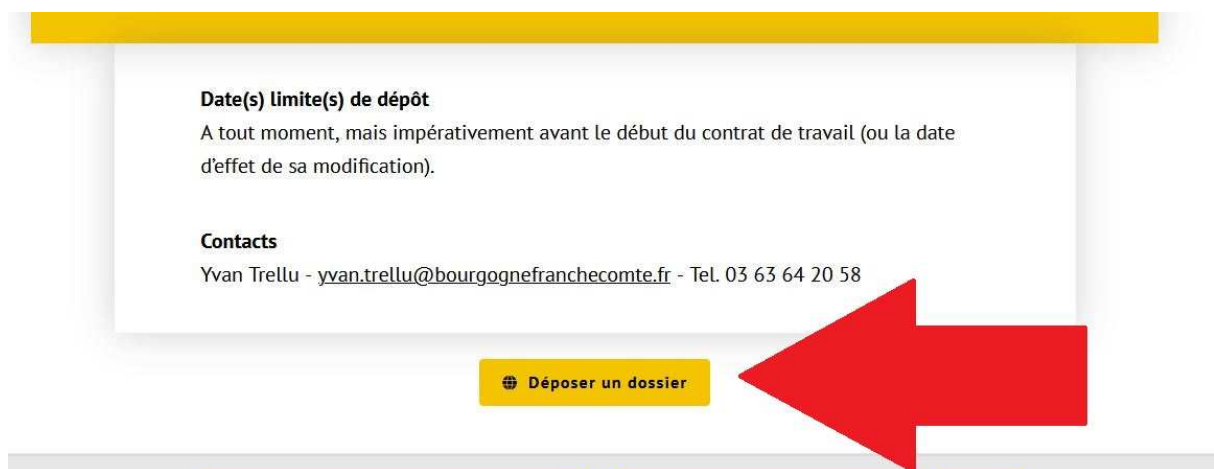 Date(s) limite(s) de dépôt
A tout moment, mais impérativement avant le début du contrat de travail (ou la date
d'effet de sa modification).
Contacts
Yvan Trellu - yvan.trellu@bourgognefranchecomte.fr - Tel. 03 63 64 20 58
Déposer un dossier